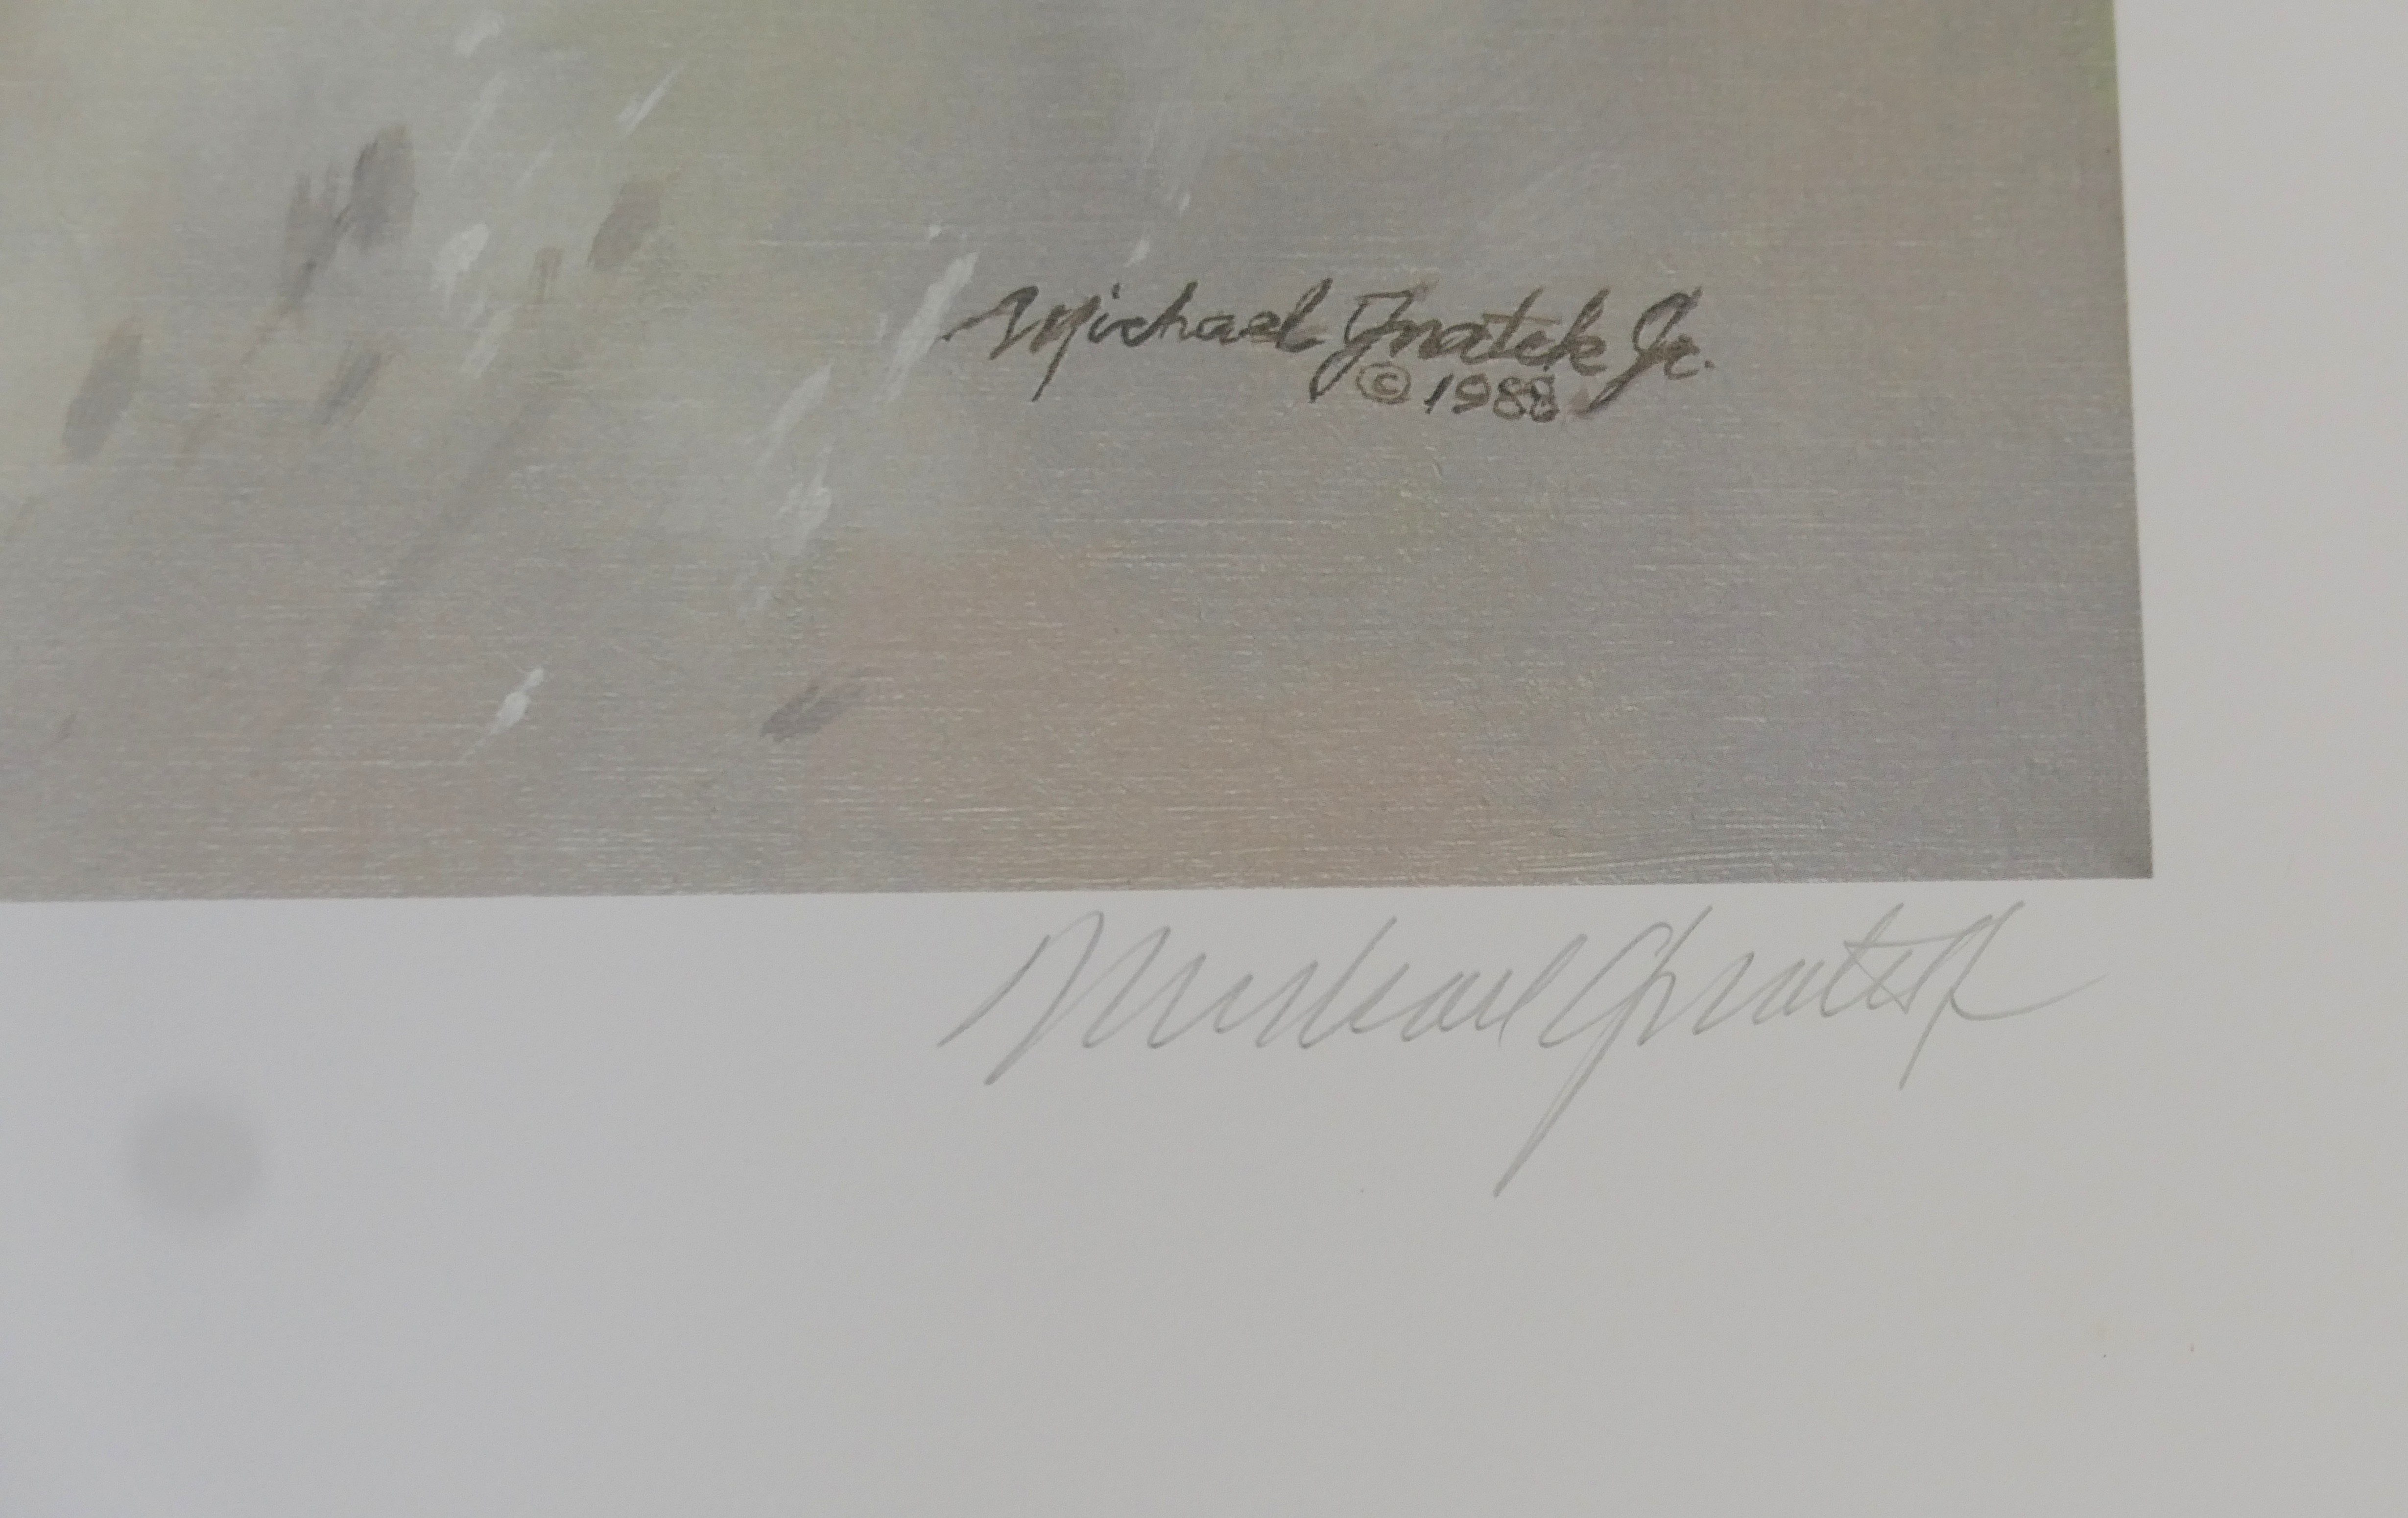 Michael Gnatek Jr.
© 1988
Michael Gnatek